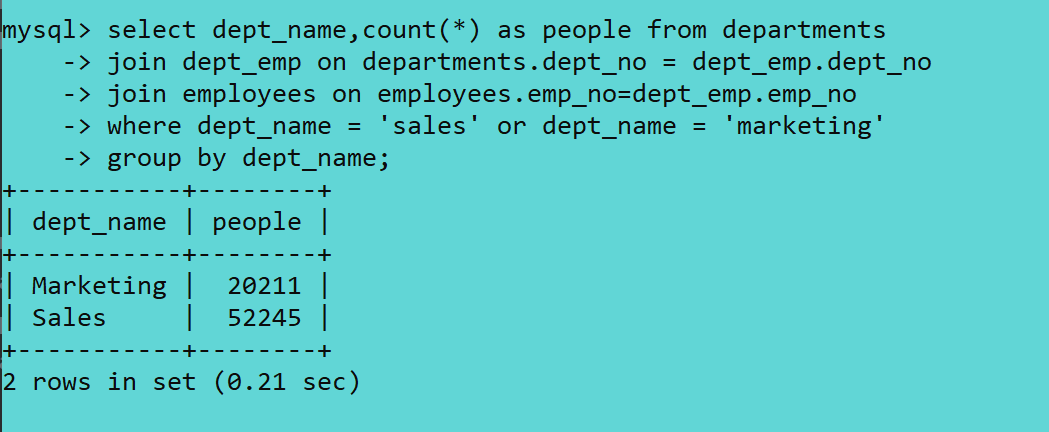 mysql> select dept_name,count(*) as people from departments
    -> join dept_emp on departments.dept_no = dept_emp.dept_no
    -> join employees on employees.emp_no=dept_emp.emp_no
    -> where dept_name = 'sales' or dept_name = 'marketing'
    -> group by dept_name;
+-----------+--------+
| dept_name | people |
+-----------+--------+
| Marketing |  20211 |
| Sales     |  52245 |
+-----------+--------+
2 rows in set (0.21 sec)